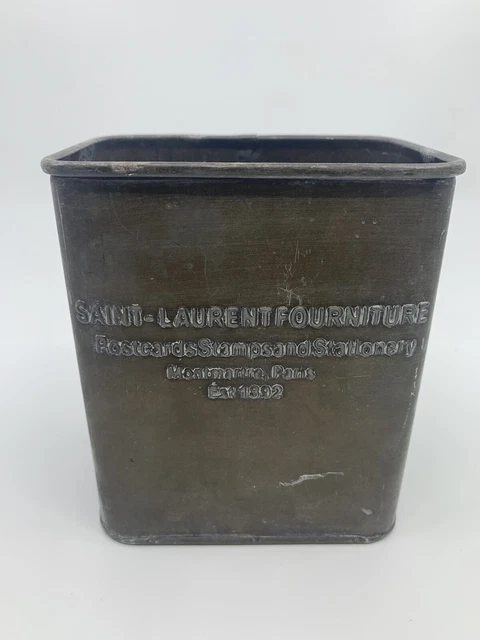 SAINT-LAURENT FOURNITURE
Postcards Stamps and Stationery
Montmartre, Paris
Est 1892